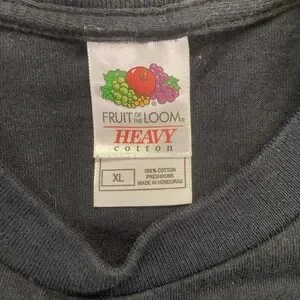 FRUIT OF THE LOOM®
HEAVY
cotton
XL
100% COTTON
PRESHRUNK
MADE IN HONDURAS